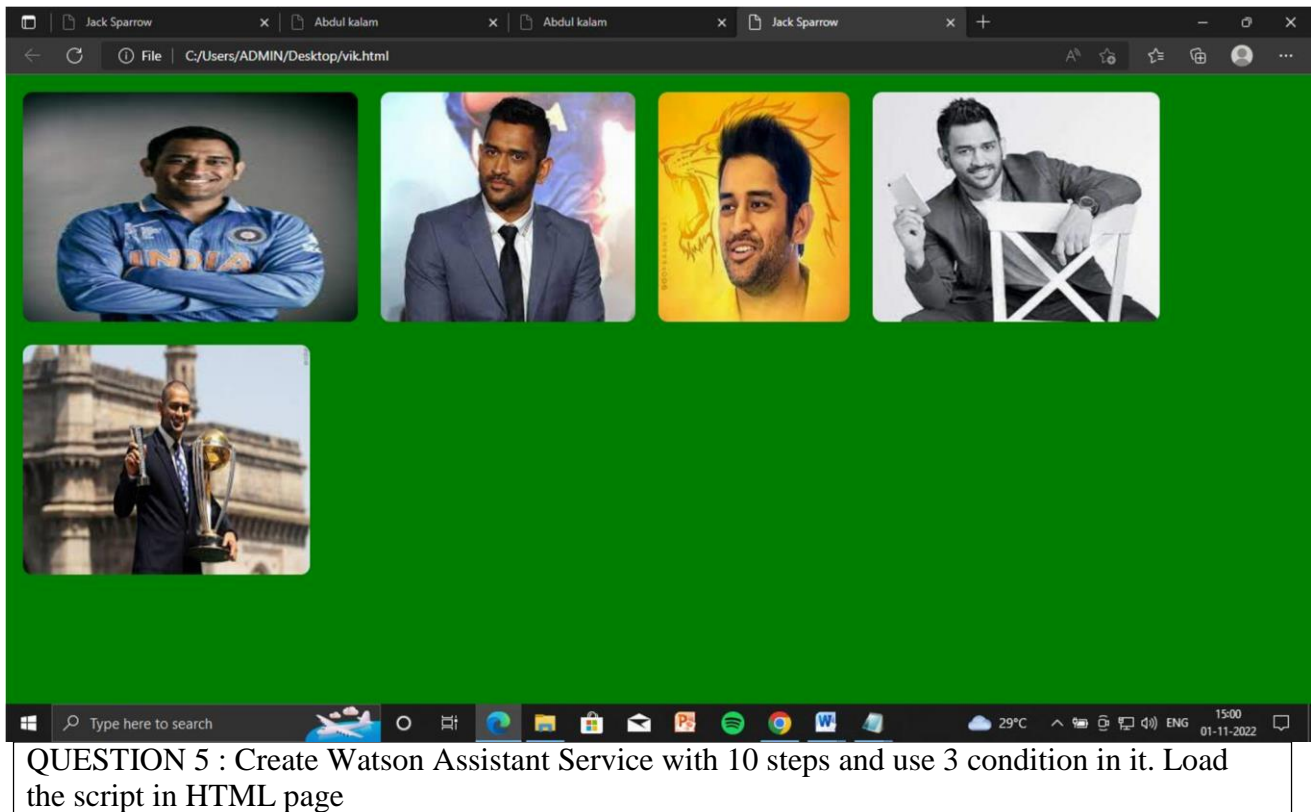 Jack Sparrow
Abdul kalam
Abdul kalam
Jack Sparrow
File | C:/Users/ADMIN/Desktop/vik.html
INDIA
Type here to search
29°C
ENG
15:00
01-11-2022
QUESTION 5 : Create Watson Assistant Service with 10 steps and use 3 condition in it. Load
the script in HTML page